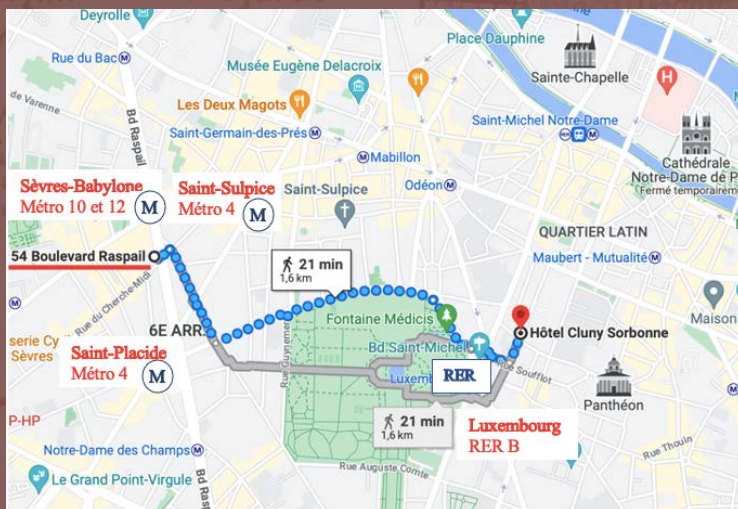 Deyrolle
Place Dauphine
Rue du Bac
Musée Eugène Delacroix
Sainte-Chapelle
H
de Varenne
Bd Raspail
Les Deux Magots
Saint-Germain-des-Prés
Saint-Michel Notre-Dame
Mabillon
Cathédrale
Notre-Dame de P
Fermé temporairem
Sèvres-Babylone
Métro 10 et 12
M
Saint-Sulpice
Métro 4
M
Saint-Sulpice
Odéon
QUARTIER LATIN
54 Boulevard Raspail
21 min
1,6 km
Maubert - Mutualité
Rue du Cherche-Midi
Fontaine Médicis
Hôtel Cluny Sorbonne
Maison
6E ARR
serie Cy
Sèvres
Rue Guynemer
Bd Saint-Michel
Saint-Placide
Métro 4
M
Luxemb
RER
Rue Soufflot
Panthéon
P-HP
21 min
1,6 km
Luxembourg
RER B
Notre-Dame des Champs
Rue Thouin
Le Grand Point-Virgule
Bd Ras
Rue Auguste Comte